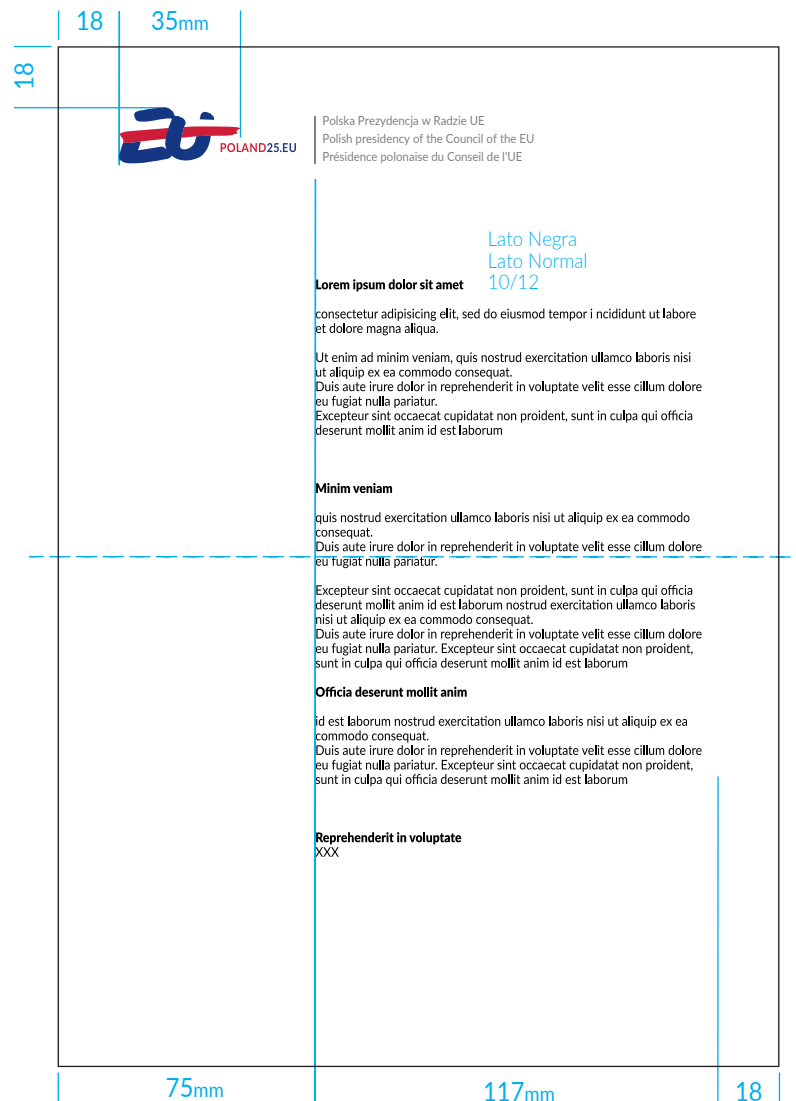 18 35mm
18
EU
POLAND25.EU
Polska Prezydencja w Radzie UE
Polish presidency of the Council of the EU
Présidence polonaise du Conseil de l'UE
Lato Negra
Lato Normal
10/12
Lorem ipsum dolor sit amet
consectetur adipisicing elit, sed do eiusmod tempor i ncididunt ut labore
et dolore magna aliqua.
Ut enim ad minim veniam, quis nostrud exercitation ullamco laboris nisi
ut aliquip ex ea commodo consequat.
Duis aute irure dolor in reprehenderit in voluptate velit esse cillum dolore
eu fugiat nulla pariatur.
Excepteur sint occaecat cupidatat non proident, sunt in culpa qui officia
deserunt mollit anim id est laborum
Minim veniam
quis nostrud exercitation ullamco laboris nisi ut aliquip ex ea commodo
consequat.
Duis aute irure dolor in reprehenderit in voluptate velit esse cillum dolore
eu fugiat nulla pariatur.
Excepteur sint occaecat cupidatat non proident, sunt in culpa qui officia
deserunt mollit anim id est laborum nostrud exercitation ullamco laboris
nisi ut aliquip ex ea commodo consequat.
Duis aute irure dolor in reprehenderit in voluptate velit esse cillum dolore
eu fugiat nulla pariatur. Excepteur sint occaecat cupidatat non proident,
sunt in culpa qui officia deserunt mollit anim id est laborum
Officia deserunt mollit anim
id est laborum nostrud exercitation ullamco laboris nisi ut aliquip ex ea
commodo consequat.
Duis aute irure dolor in reprehenderit in voluptate velit esse cillum dolore
eu fugiat nulla pariatur. Excepteur sint occaecat cupidatat non proident,
sunt in culpa qui officia deserunt mollit anim id est laborum
Reprehenderit in voluptate
XXX
75mm 117mm 18